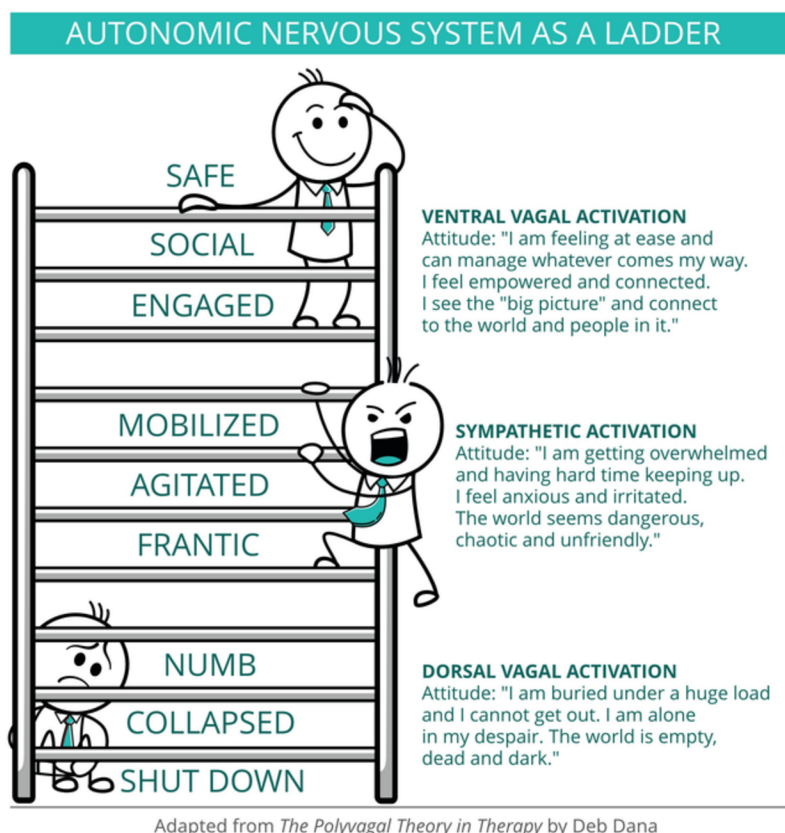 AUTONOMIC NERVOUS SYSTEM AS A LADDER
SAFE
SOCIAL
ENGAGED
VENTRAL VAGAL ACTIVATION
Attitude: "I am feeling at ease and
can manage whatever comes my way.
I feel empowered and connected.
I see the "big picture" and connect
to the world and people in it."
MOBILIZED
AGITATED
FRANTIC
SYMPATHETIC ACTIVATION
Attitude: "I am getting overwhelmed
and having hard time keeping up.
I feel anxious and irritated.
The world seems dangerous,
chaotic and unfriendly."
NUMB
COLLAPSED
SHUT DOWN
DORSAL VAGAL ACTIVATION
Attitude: "I am buried under a huge load
and I cannot get out. I am alone
in my despair. The world is empty,
dead and dark."
Adapted from The Polyvagal Theory in Therapy by Deb Dana